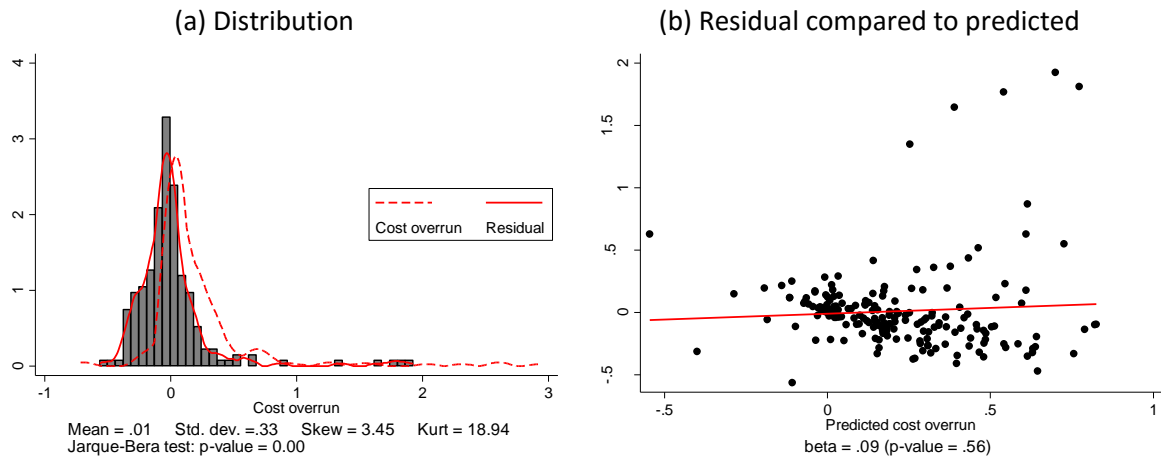 (a) Distribution
4
3
2
1
0
Cost overrun
Residual
-1
0
1
2
3
Cost overrun
Mean = .01 Std. dev. =.33 Skew = 3.45 Kurt = 18.94
Jarque-Bera test: p-value = 0.00
(b) Residual compared to predicted
2
1.5
1
.5
0
-.5
-.5
0
.5
1
Predicted cost overrun
beta = .09 (p-value = .56)